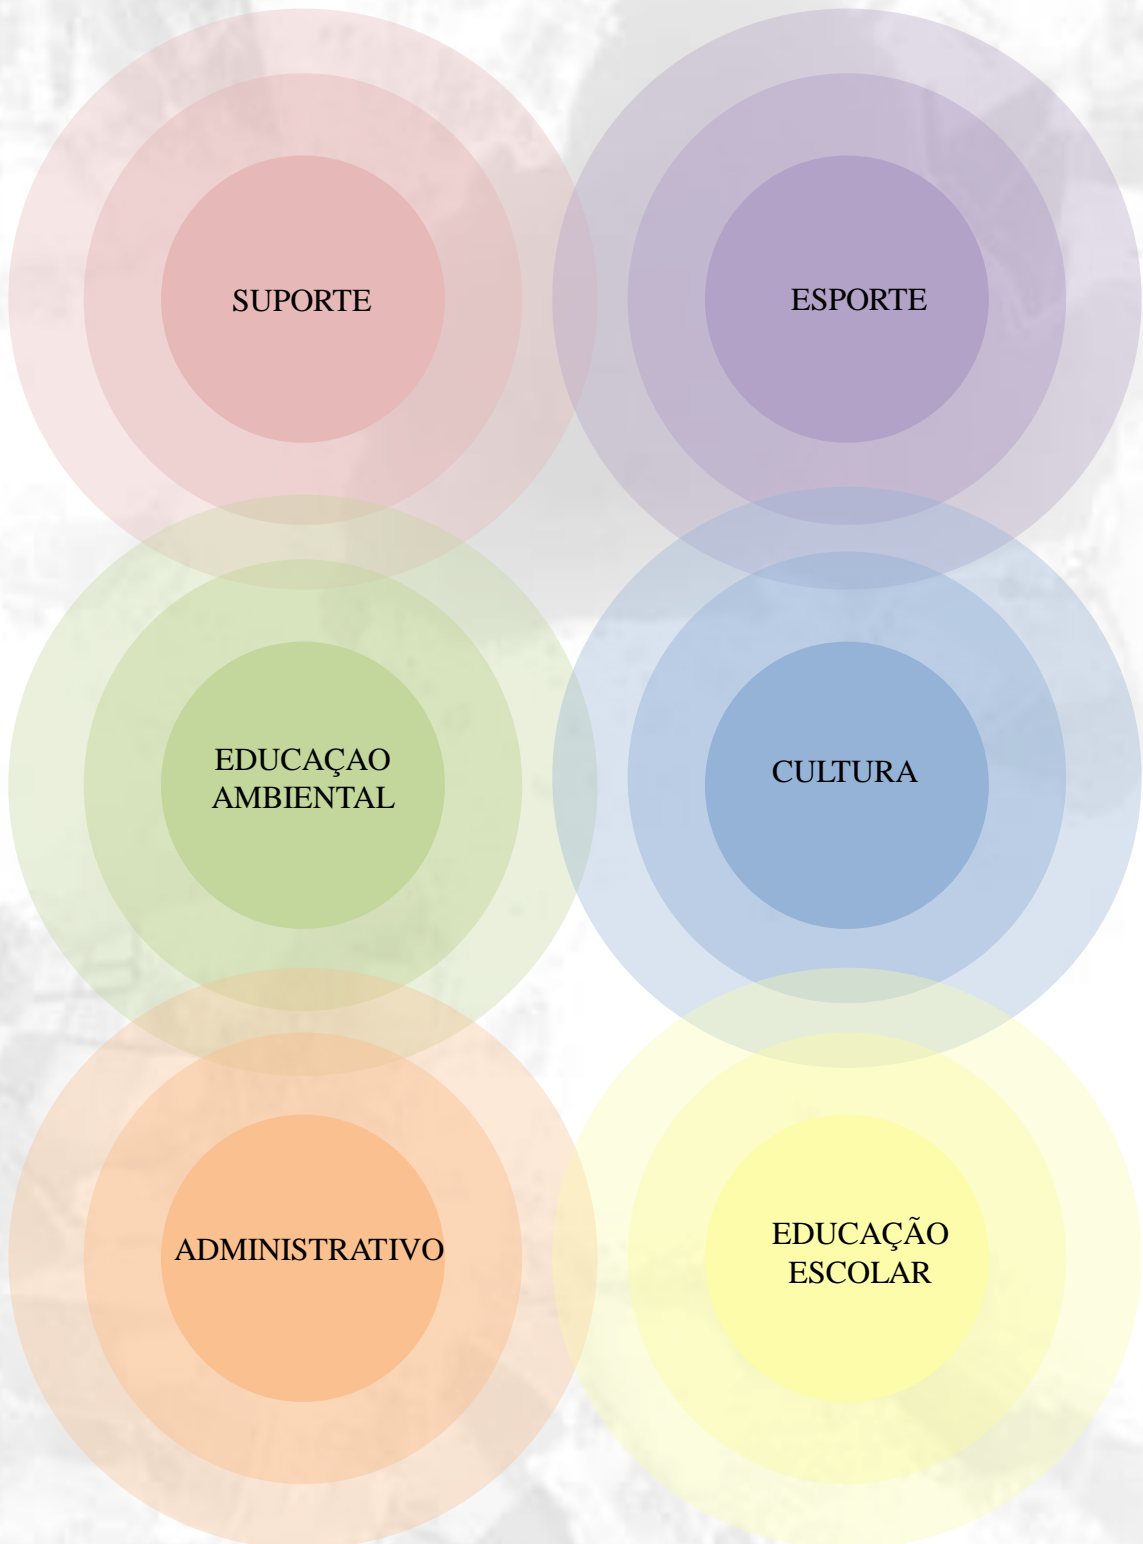 SUPORTE
ESPORTE
EDUCAÇAO
AMBIENTAL
CULTURA
ADMINISTRATIVO
EDUCAÇÃO
ESCOLAR